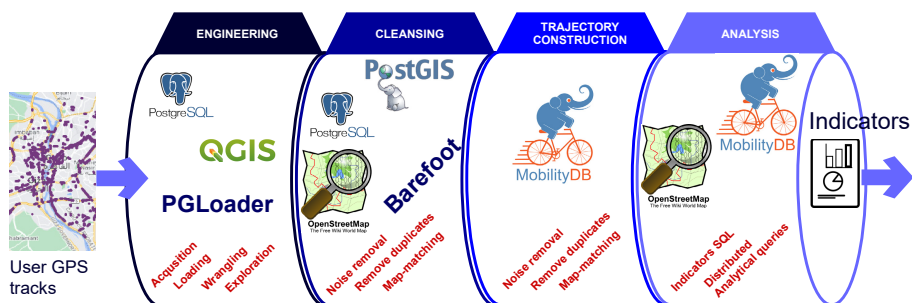 ENGINEERING
CLEANSING
TRAJECTORY
CONSTRUCTION
ANALYSIS
PostgreSQL
QGIS
PGLoader
Acqusition
Loading
Wrangling
Exploration
PostGIS
PostgreSQL
Barefoot
OpenStreetMap
The Free Wiki World Map
Noise removal
Remove duplicates
Map-matching
MobilityDB
Noise removal
Remove duplicates
Map-matching
MobilityDB
OpenStreetMap
The Free Wiki World Map
Indicators SQL
Distributed
Analytical queries
Indicators
User GPS
tracks